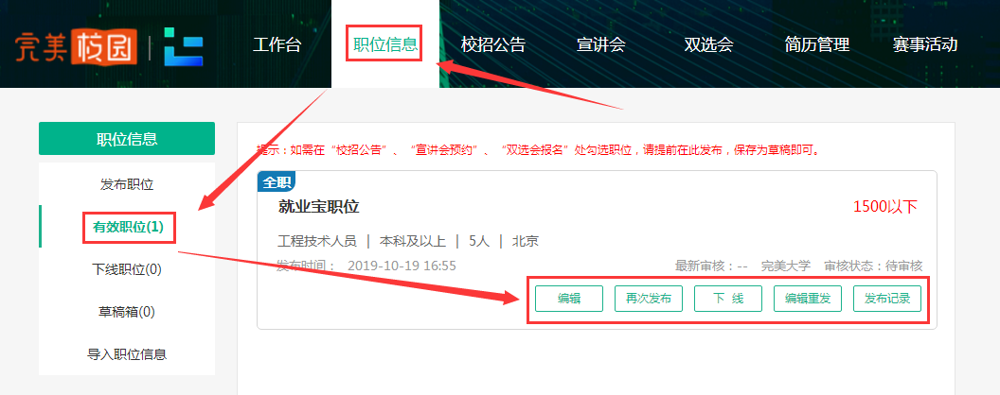 完美校园
工作台 职位信息 校招公告 宣讲会 双选会 简历管理 赛事活动
职位信息
发布职位
有效职位(1)
下线职位(0)
草稿箱(0)
导入职位信息
提示：如需在“校招公告”、“宣讲会预约”、“双选会报名”处勾选职位，请提前在此发布，保存为草稿即可。
全职
就业宝职位 1500以下
工程技术人员 | 本科及以上 | 5人 | 北京
发布时间： 2019-10-19 16:55 最新审核：-- 完美大学 审核状态：待审核
编辑 再次发布 下 线 编辑重发 发布记录